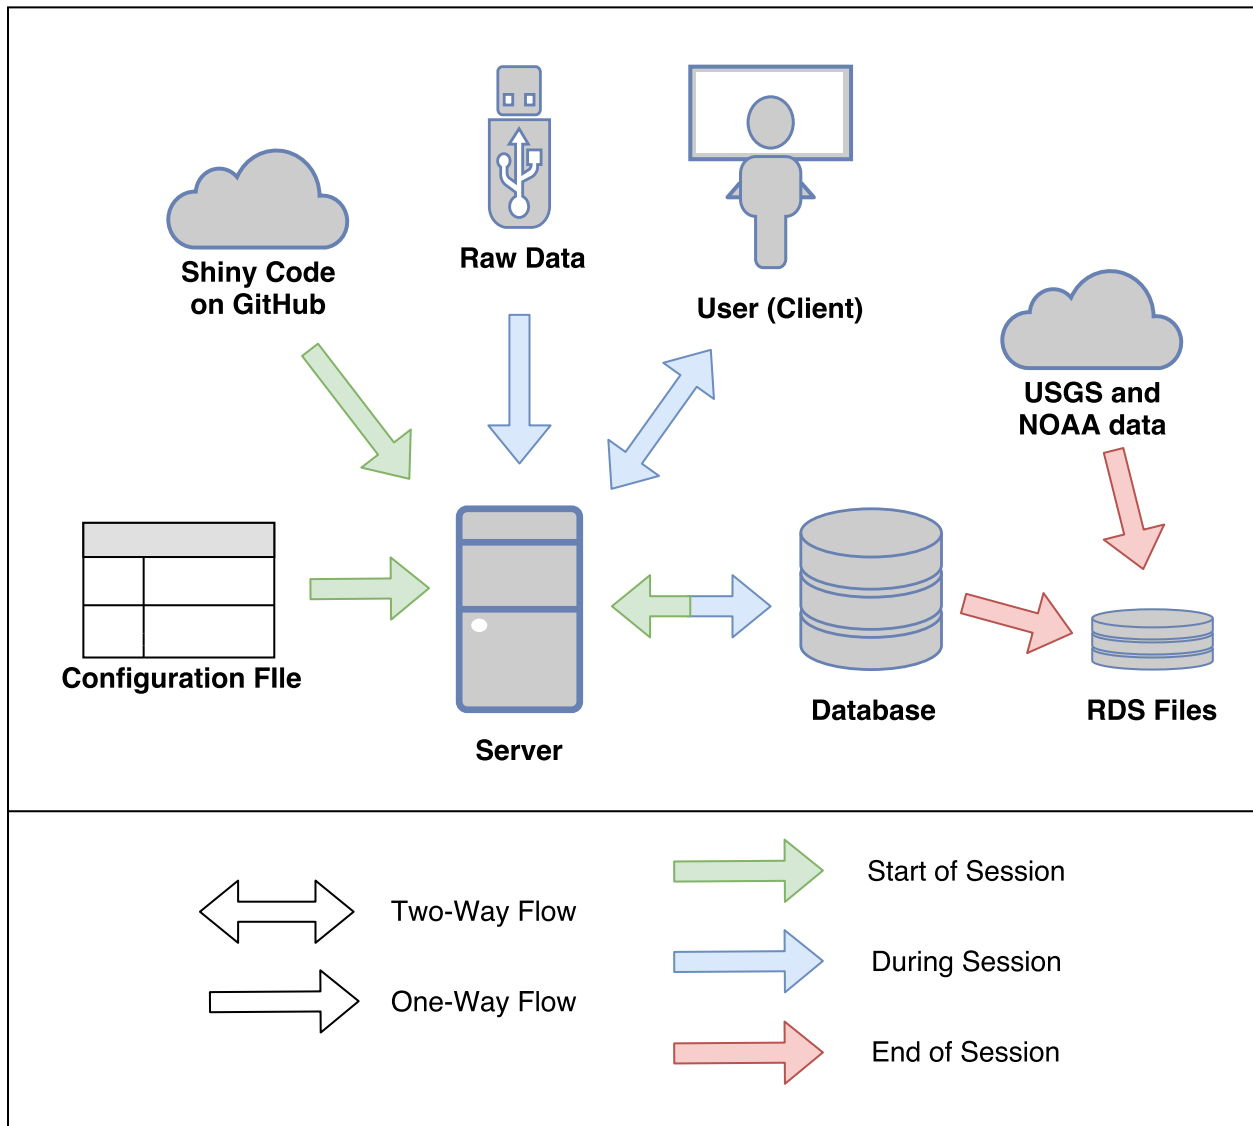 Shiny Code
on GitHub
Raw Data
User (Client)
USGS and
NOAA data
Configuration FIle
Server
Database
RDS Files
Two-Way Flow
One-Way Flow
Start of Session
During Session
End of Session